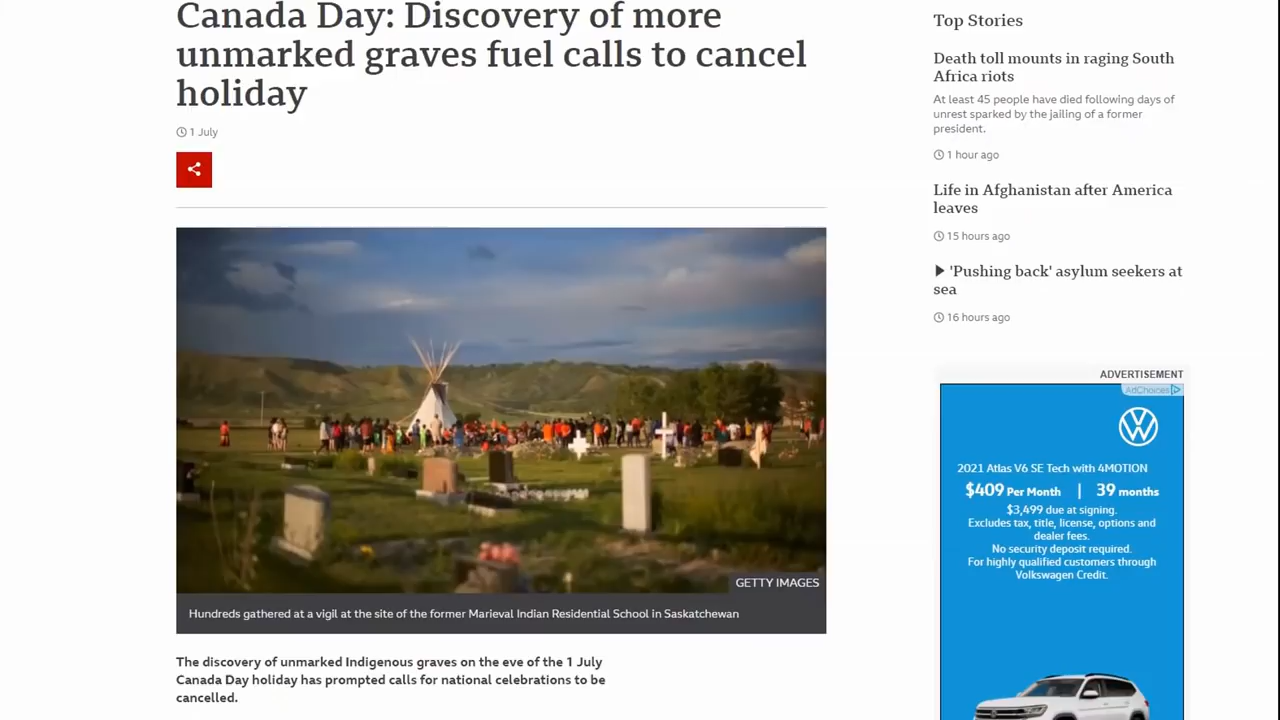 Canada Day: Discovery of more
unmarked graves fuel calls to cancel
holiday
1 July
GETTY IMAGES
Hundreds gathered at a vigil at the site of the former Marieval Indian Residential School in Saskatchewan
The discovery of unmarked Indigenous graves on the eve of the 1 July
Canada Day holiday has prompted calls for national celebrations to be
cancelled.
Top Stories
Death toll mounts in raging South
Africa riots
At least 45 people have died following days of
unrest sparked by the jailing of a former
president.
1 hour ago
Life in Afghanistan after America
leaves
15 hours ago
'Pushing back' asylum seekers at
sea
16 hours ago
ADVERTISEMENT
AdChoices
2021 Atlas V6 SE Tech with 4MOTION
$409 Per Month | 39 months
$3,499 due at signing.
Excludes tax, title, license, options and
dealer fees.
No security deposit required.
For highly qualified customers through
Volkswagen Credit.